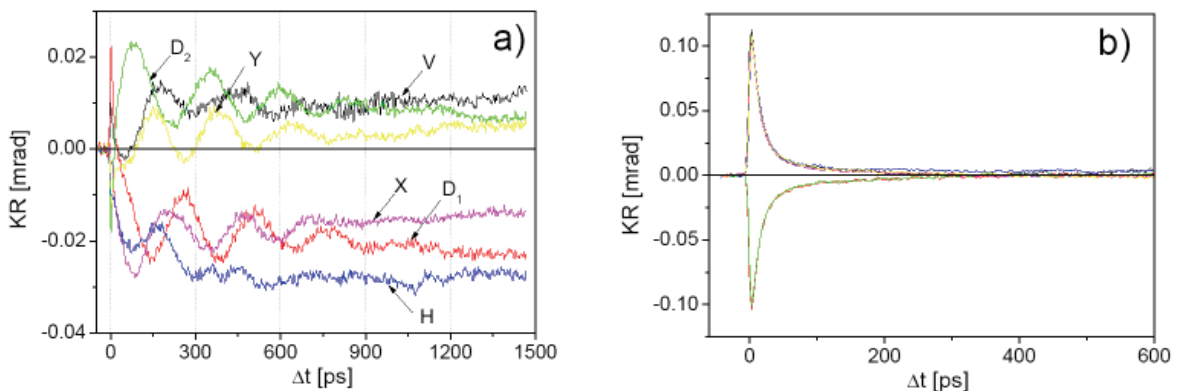 a)
D₂
Y
V
X
D₁
H
KR [mrad]
0.02
0.00
-0.02
-0.04
0 300 600 900 1200 1500
Δt [ps]
b)
KR [mrad]
0.10
0.05
0.00
-0.05
-0.10
0 200 400 600
Δt [ps]